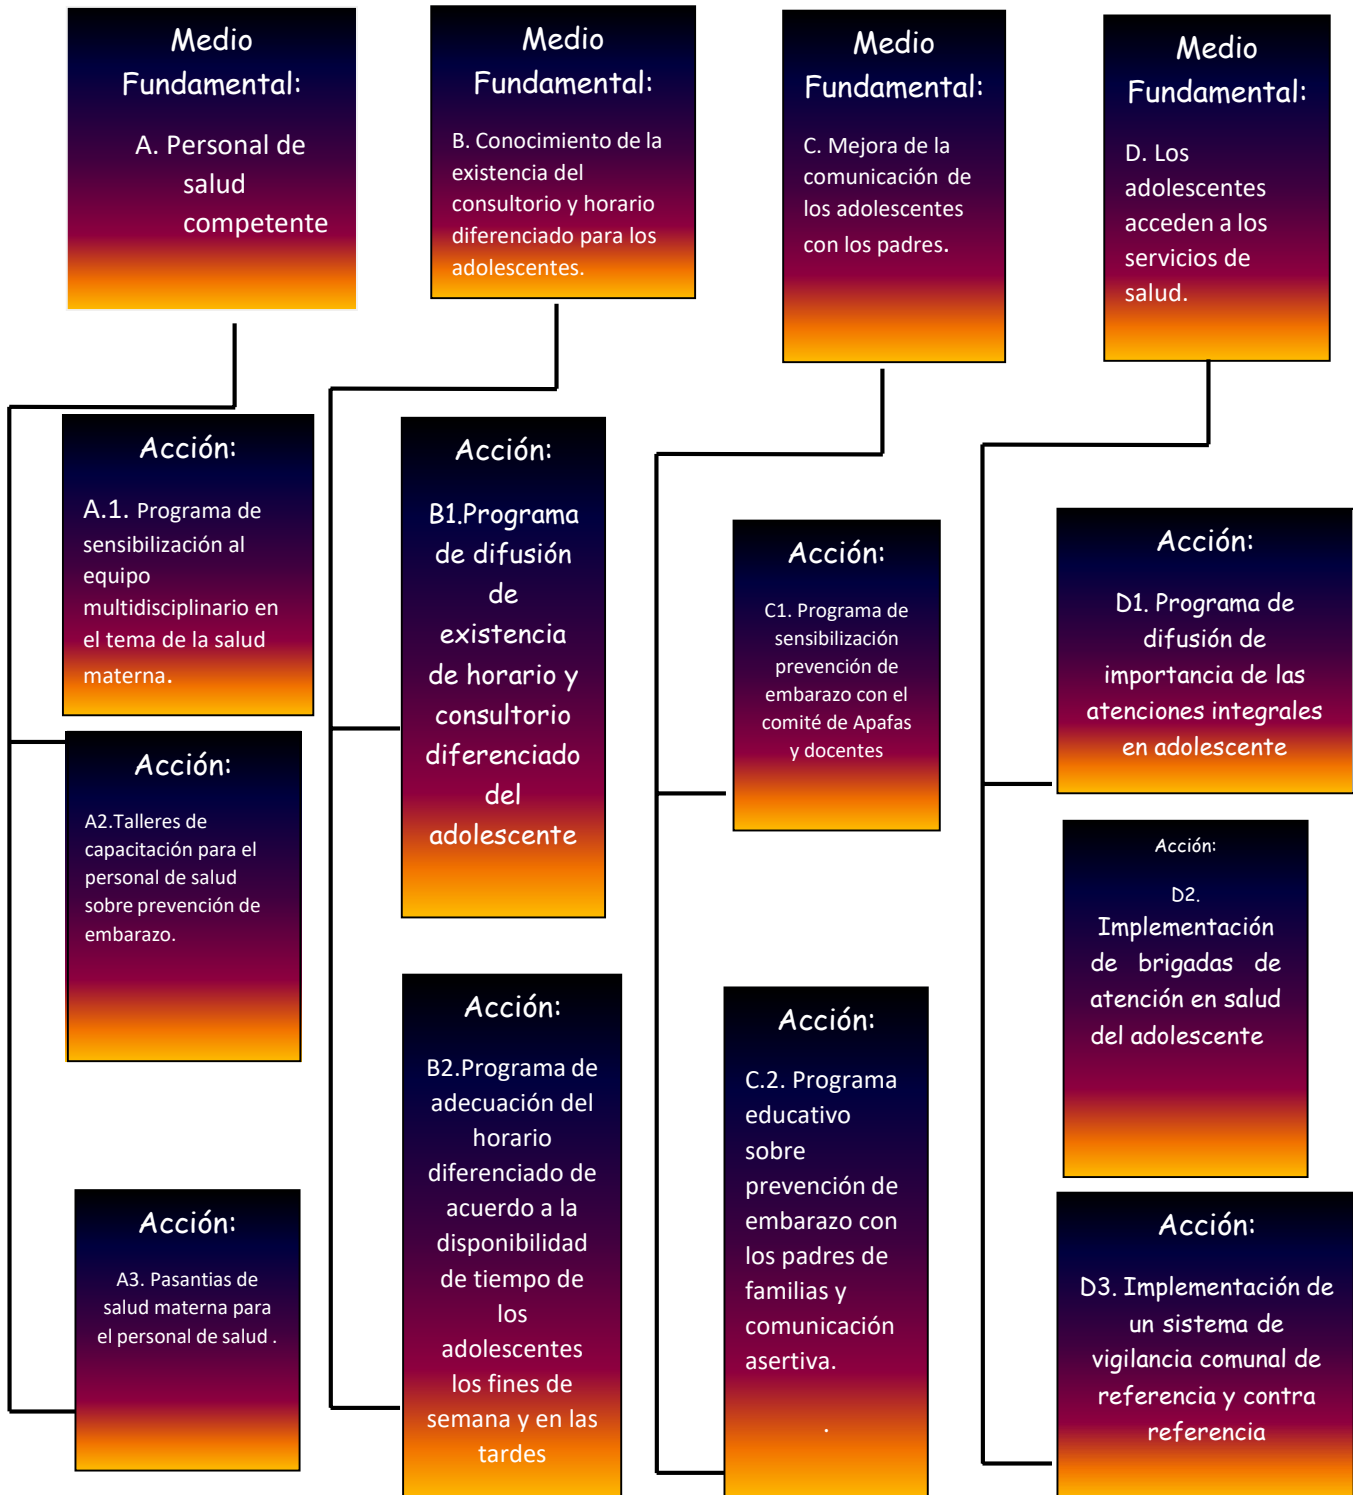 Medio
Fundamental:
A. Personal de
salud
competente
Medio
Fundamental:
B. Conocimiento de la
existencia del
consultorio y horario
diferenciado para los
adolescentes.
Medio
Fundamental:
C. Mejora de la
comunicación de
los adolescentes
con los padres.
Medio
Fundamental:
D. Los
adolescentes
acceden a los
servicios de
salud.
Acción:
A.1. Programa de
sensibilización al
equipo
multidisciplinario en
el tema de la salud
materna.
Acción:
B1.Programa
de difusión
de
existencia
de horario y
consultorio
diferenciado
del
adolescente
Acción:
C1. Programa de
sensibilización
prevención de
embarazo con el
comité de Apafas
y docentes
Acción:
D1. Programa de
difusión de
importancia de las
atenciones integrales
en adolescente
Acción:
A2.Talleres de
capacitación para el
personal de salud
sobre prevención de
embarazo.
Acción:
D2.
Implementación
de brigadas de
atención en salud
del adolescente
Acción:
B2.Programa de
adecuación del
horario
diferenciado de
acuerdo a la
disponibilidad
de tiempo de
los
adolescentes
los fines de
semana y en las
tardes
Acción:
C.2. Programa
educativo
sobre
prevención de
embarazo con
los padres de
familias y
comunicación
asertiva.
.
Acción:
A3. Pasantias de
salud materna para
el personal de salud .
Acción:
D3. Implementación de
un sistema de
vigilancia comunal de
referencia y contra
referencia